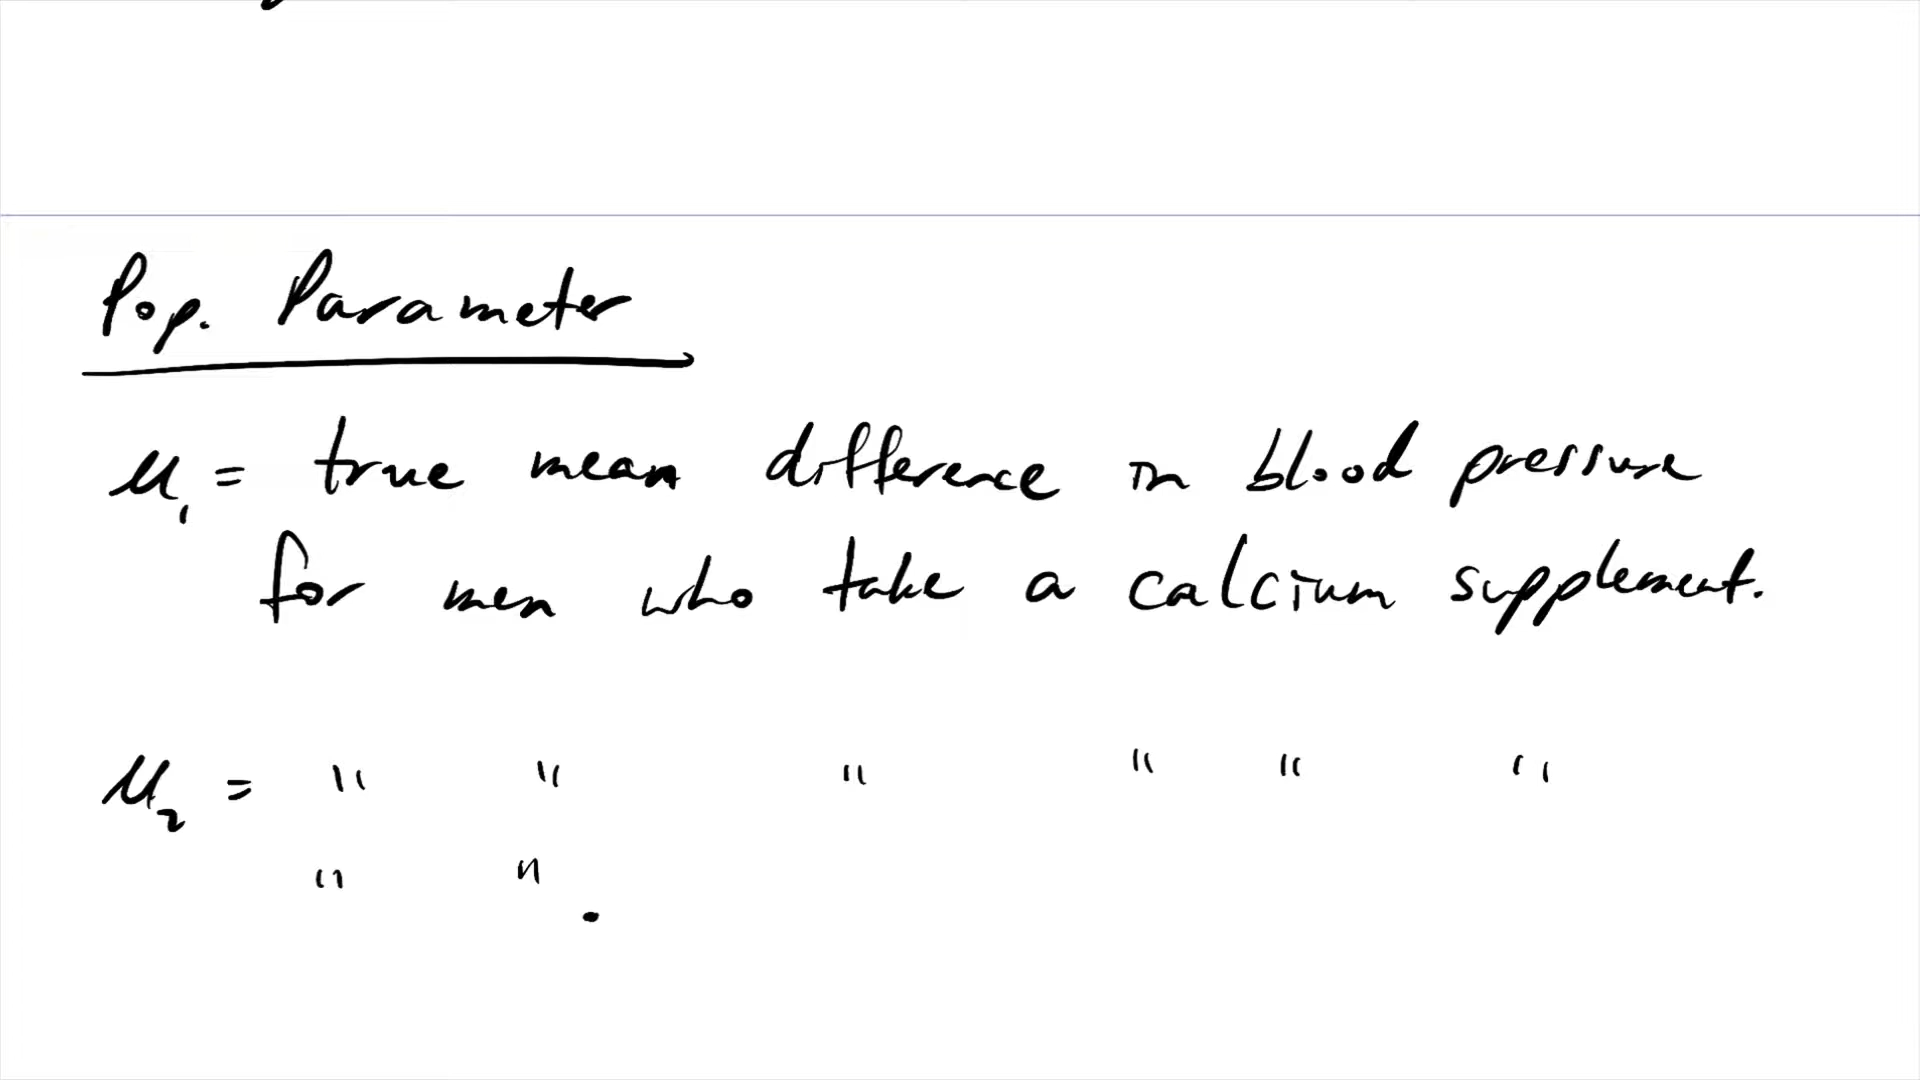 Pop. Parameter
μ₁ = true mean difference in blood pressure
for men who take a calcium supplement.
μ₂ = " " " " " "
" " .